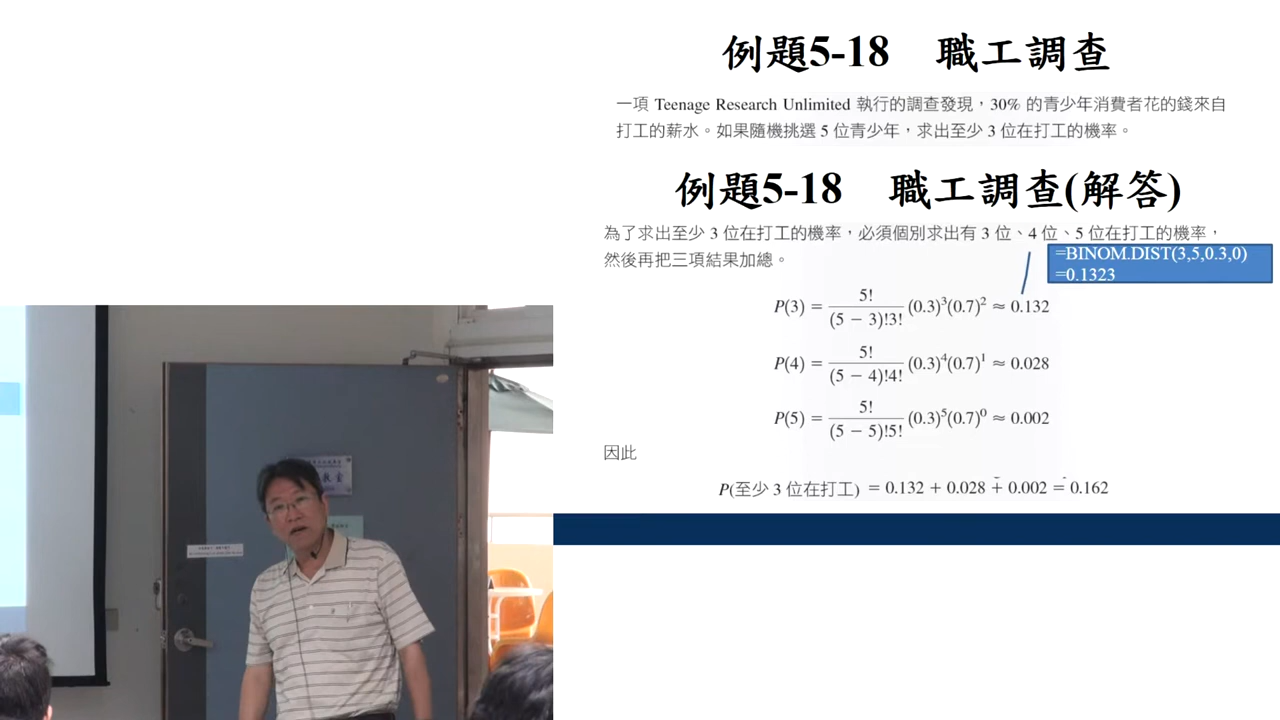 例題5-18 職工調查
一項 Teenage Research Unlimited 執行的調查發現，30% 的青少年消費者花的錢來自
打工的薪水。如果隨機挑選 5 位青少年，求出至少 3 位在打工的機率。
例題5-18 職工調查(解答)
為了求出至少 3 位在打工的機率，必須個別求出有 3 位、4 位、5 位在打工的機率，
然後再把三項結果加總。
=BINOM.DIST(3,5,0.3,0)
=0.1323
P(3) = 5!/((5 − 3)!3!) (0.3)³(0.7)² ≈ 0.132
P(4) = 5!/((5 − 4)!4!) (0.3)⁴(0.7)¹ ≈ 0.028
P(5) = 5!/((5 − 5)!5!) (0.3)⁵(0.7)⁰ ≈ 0.002
因此
P(至少 3 位在打工) = 0.132 + 0.028 + 0.002 = 0.162